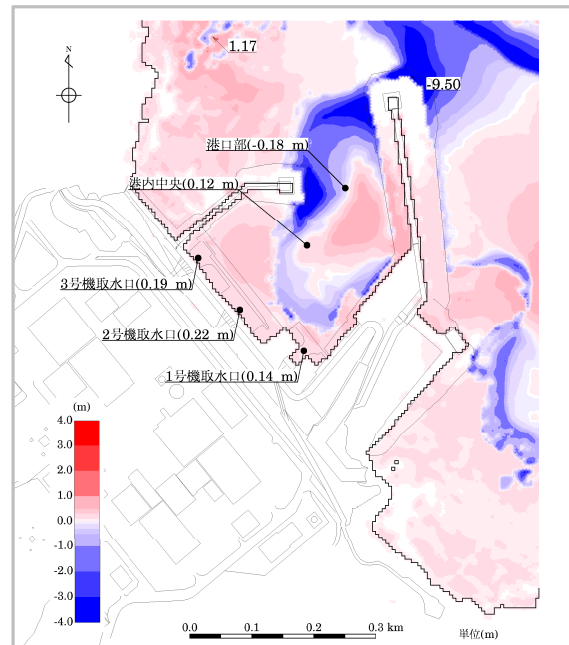 1.17
N
-9.50
港口部(-0.18 m)
港内中央(0.12 m)
3号機取水口(0.19 m)
2号機取水口(0.22 m)
1号機取水口(0.14 m)
(m)
4.0
3.0
2.0
1.0
0.0
-1.0
-2.0
-3.0
-4.0
0.0 0.1 0.2 0.3 km
単位(m)